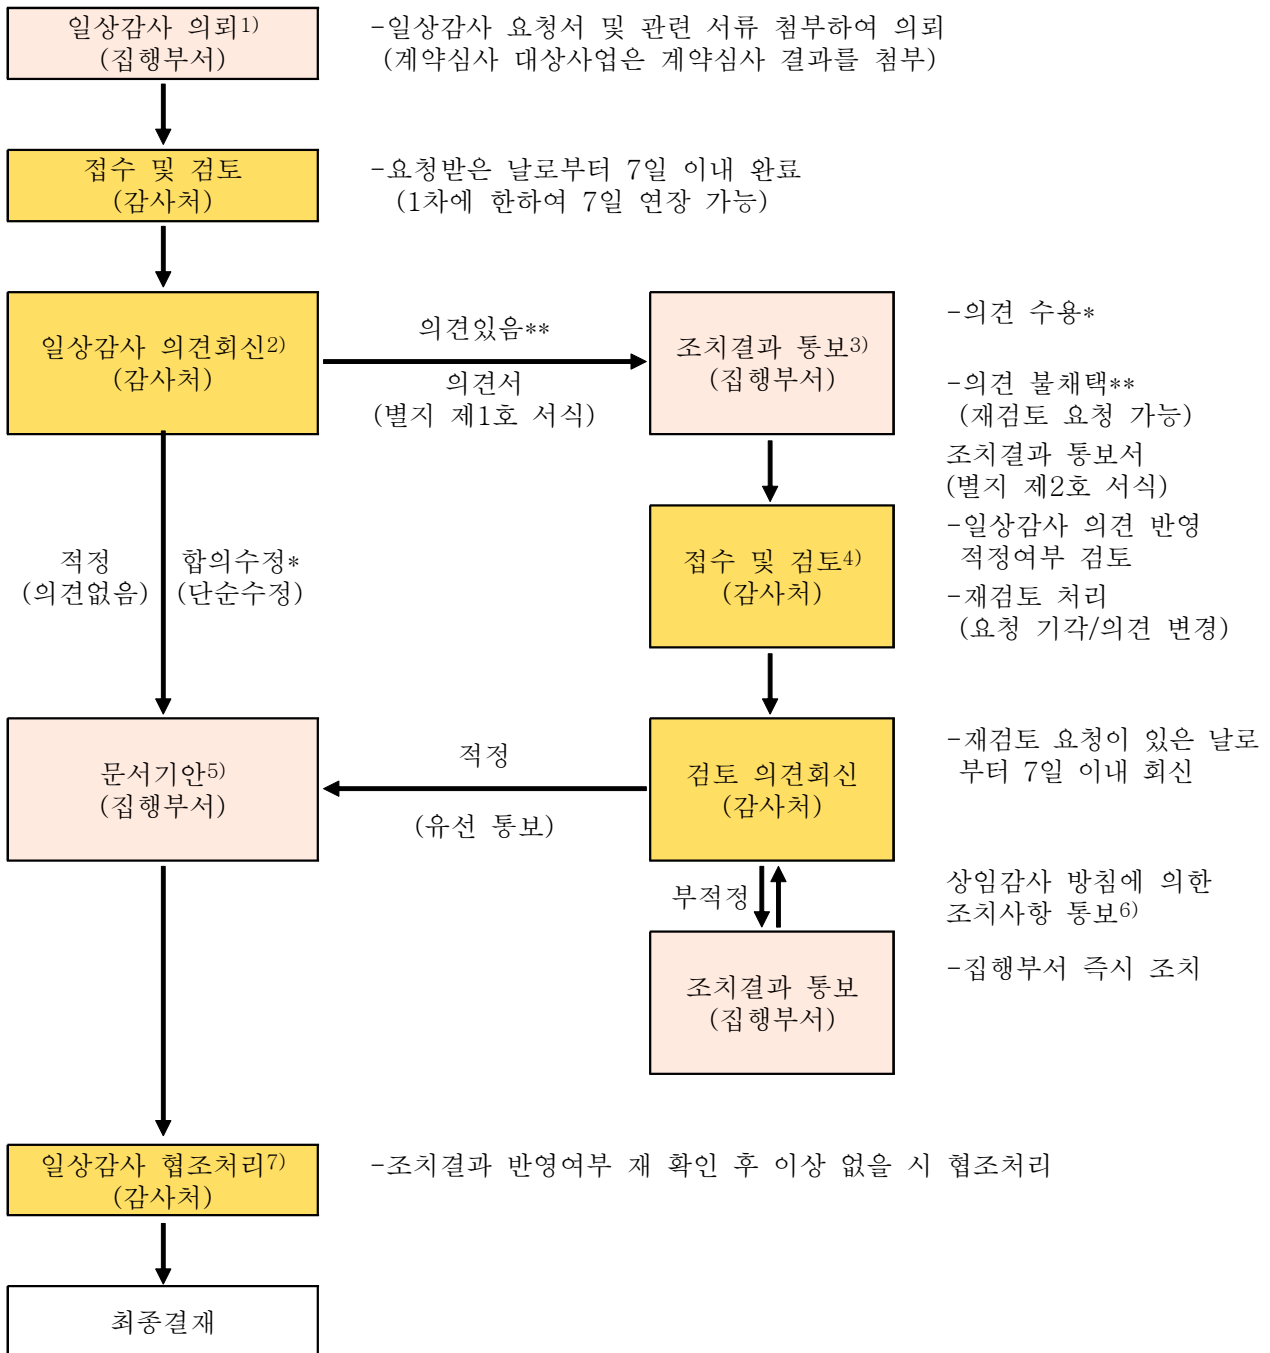 일상감사 의뢰1)
(집행부서)
-일상감사 요청서 및 관련 서류 첨부하여 의뢰
(계약심사 대상사업은 계약심사 결과를 첨부)
접수 및 검토
(감사처)
-요청받은 날로부터 7일 이내 완료
(1차에 한하여 7일 연장 가능)
일상감사 의견회신2)
(감사처)
의견있음**
의견서
(별지 제1호 서식)
조치결과 통보3)
(집행부서)
-의견 수용*
-의견 불채택**
(재검토 요청 가능)
조치결과 통보서
(별지 제2호 서식)
적정
(의견없음)
합의수정*
(단순수정)
접수 및 검토4)
(감사처)
-일상감사 의견 반영
적정여부 검토
-재검토 처리
(요청 기각/의견 변경)
문서기안5)
(집행부서)
적정
(유선 통보)
검토 의견회신
(감사처)
-재검토 요청이 있은 날로
부터 7일 이내 회신
부적정
상임감사 방침에 의한
조치사항 통보6)
-집행부서 즉시 조치
조치결과 통보
(집행부서)
일상감사 협조처리7)
(감사처)
-조치결과 반영여부 재 확인 후 이상 없을 시 협조처리
최종결재